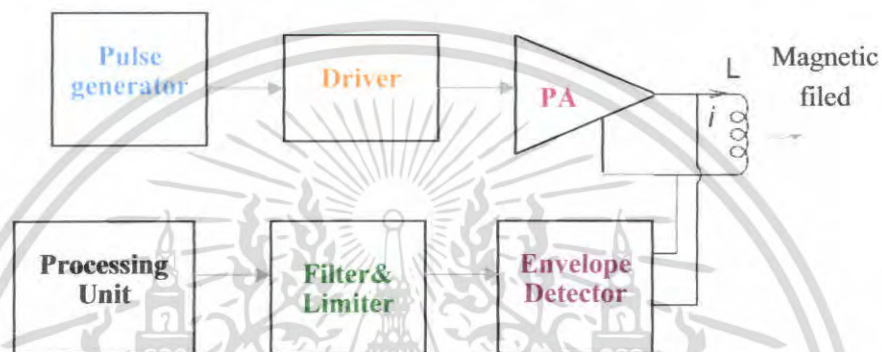 Pulse
generator
Driver
PA
L
i
Magnetic
filed
Processing
Unit
Filter&
Limiter
Envelope
Detector